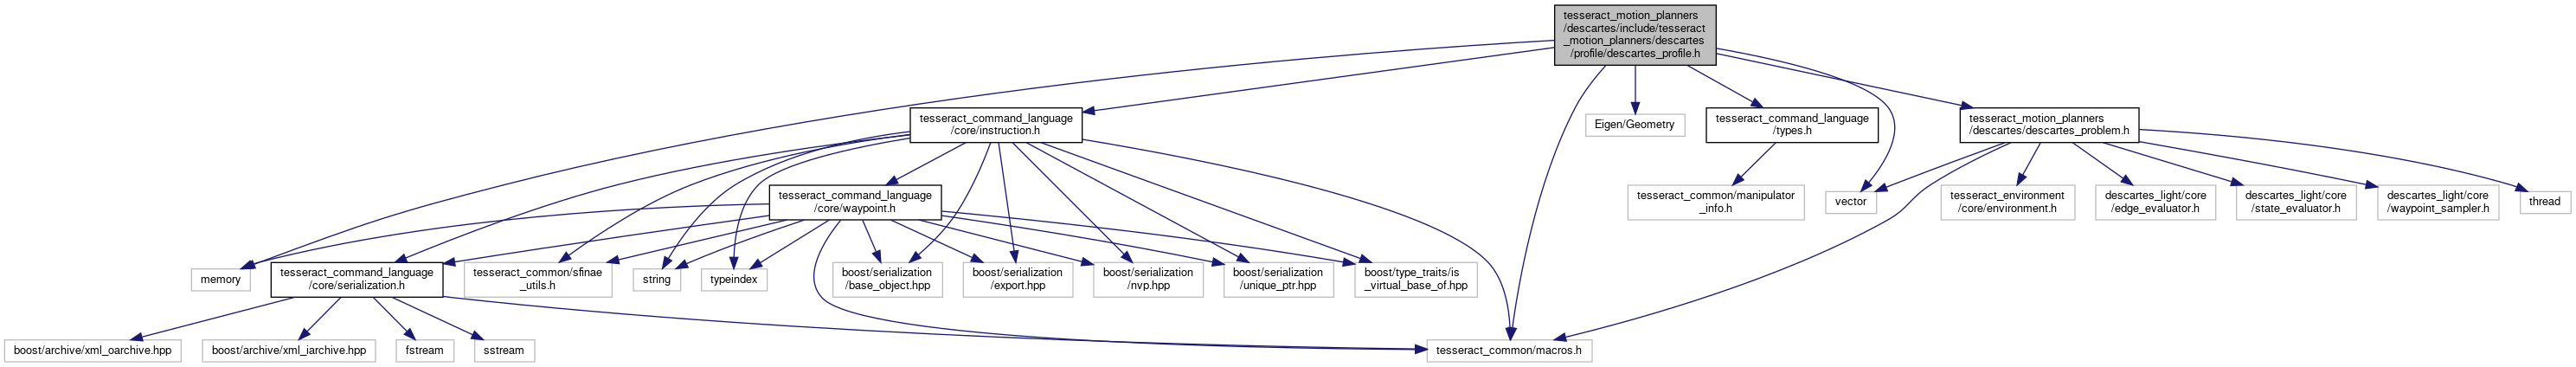 tesseract_motion_planners
/descartes/include/tesseract
_motion_planners/descartes
/profile/descartes_profile.h
tesseract_command_language
/core/instruction.h
Eigen/Geometry
tesseract_command_language
/types.h
tesseract_motion_planners
/descartes/descartes_problem.h
tesseract_command_language
/core/waypoint.h
tesseract_common/manipulator
_info.h
vector
tesseract_environment
/core/environment.h
descartes_light/core
/edge_evaluator.h
descartes_light/core
/state_evaluator.h
descartes_light/core
/waypoint_sampler.h
thread
memory
tesseract_command_language
/core/serialization.h
tesseract_common/sfinae
_utils.h
string
typeindex
boost/serialization
/base_object.hpp
boost/serialization
/export.hpp
boost/serialization
/nvp.hpp
boost/serialization
/unique_ptr.hpp
boost/type_traits/is
_virtual_base_of.hpp
boost/archive/xml_oarchive.hpp
boost/archive/xml_iarchive.hpp
fstream
sstream
tesseract_common/macros.h